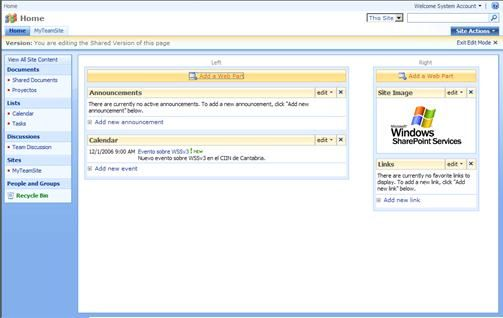 Home
Welcome System Account
Home
This Site
Home
MyTeamSite
Site Actions
Version: You are editing the Shared Version of this page
Exit Edit Mode
View All Site Content
Documents
Shared Documents
Proyectos
Lists
Calendar
Tasks
Discussions
Team Discussion
Sites
MyTeamSite
People and Groups
Recycle Bin
Left
Add a Web Part
Announcements
edit
There are currently no active announcements. To add a new announcement, click "Add new
announcement" below.
Add new announcement
Calendar
edit
12/1/2006 9:00 AM Evento sobre WSSv3 ! NEW
Nuevo evento sobre WSSv3 en el CIIN de Cantabria.
Add new event
Right
Add a Web Part
Site Image
edit
Microsoft
Windows
SharePoint Services
Links
edit
There are currently no favorite links to
display. To add a new link, click "Add
new link" below.
Add new link